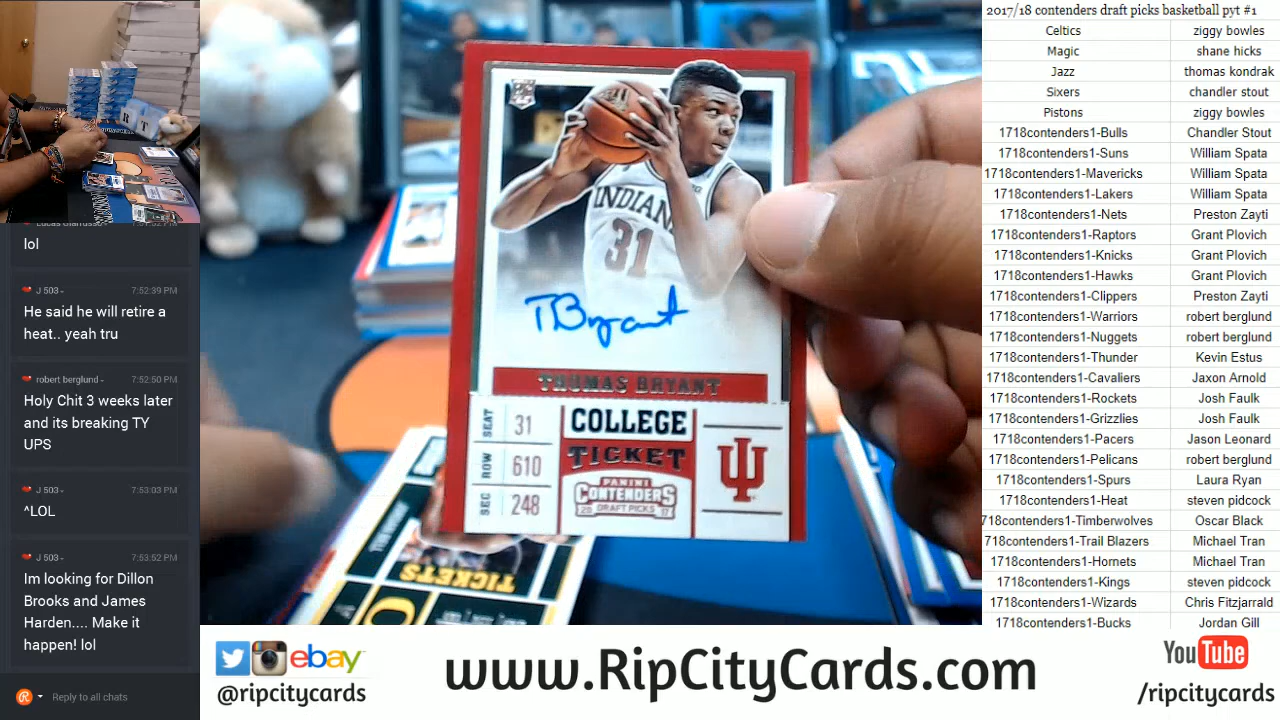 Lucas Giarrusso
lol
J 503 7:52:39 PM
He said he will retire a
heat.. yeah tru
robert berglund 7:52:50 PM
Holy Chit 3 weeks later
and its breaking TY
UPS
J 503 7:53:03 PM
^LOL
J 503 7:53:52 PM
Im looking for Dillon
Brooks and James
Harden.... Make it
happen! lol
Reply to all chats
INDIANA
31
TBryant
THOMAS BRYANT
SEAT 31
ROW 610
SEC 248
COLLEGE
TICKET
PANINI
CONTENDERS
20 DRAFT PICKS 17
TICKETS
2017/18 contenders draft picks basketball pyt #1
Celtics ziggy bowles
Magic shane hicks
Jazz thomas kondrak
Sixers chandler stout
Pistons ziggy bowles
1718contenders1-Bulls Chandler Stout
1718contenders1-Suns William Spata
1718contenders1-Mavericks William Spata
1718contenders1-Lakers William Spata
1718contenders1-Nets Preston Zayti
1718contenders1-Raptors Grant Plovich
1718contenders1-Knicks Grant Plovich
1718contenders1-Hawks Grant Plovich
1718contenders1-Clippers Preston Zayti
1718contenders1-Warriors robert berglund
1718contenders1-Nuggets robert berglund
1718contenders1-Thunder Kevin Estus
1718contenders1-Cavaliers Jaxon Arnold
1718contenders1-Rockets Josh Faulk
1718contenders1-Grizzlies Josh Faulk
1718contenders1-Pacers Jason Leonard
1718contenders1-Pelicans robert berglund
1718contenders1-Spurs Laura Ryan
1718contenders1-Heat steven pidcock
718contenders1-Timberwolves Oscar Black
718contenders1-Trail Blazers Michael Tran
1718contenders1-Hornets Michael Tran
1718contenders1-Kings steven pidcock
1718contenders1-Wizards Chris Fitzjarrald
1718contenders1-Bucks Jordan Gill
ebay
@ripcitycards
www.RipCityCards.com
YouTube
/ripcitycards